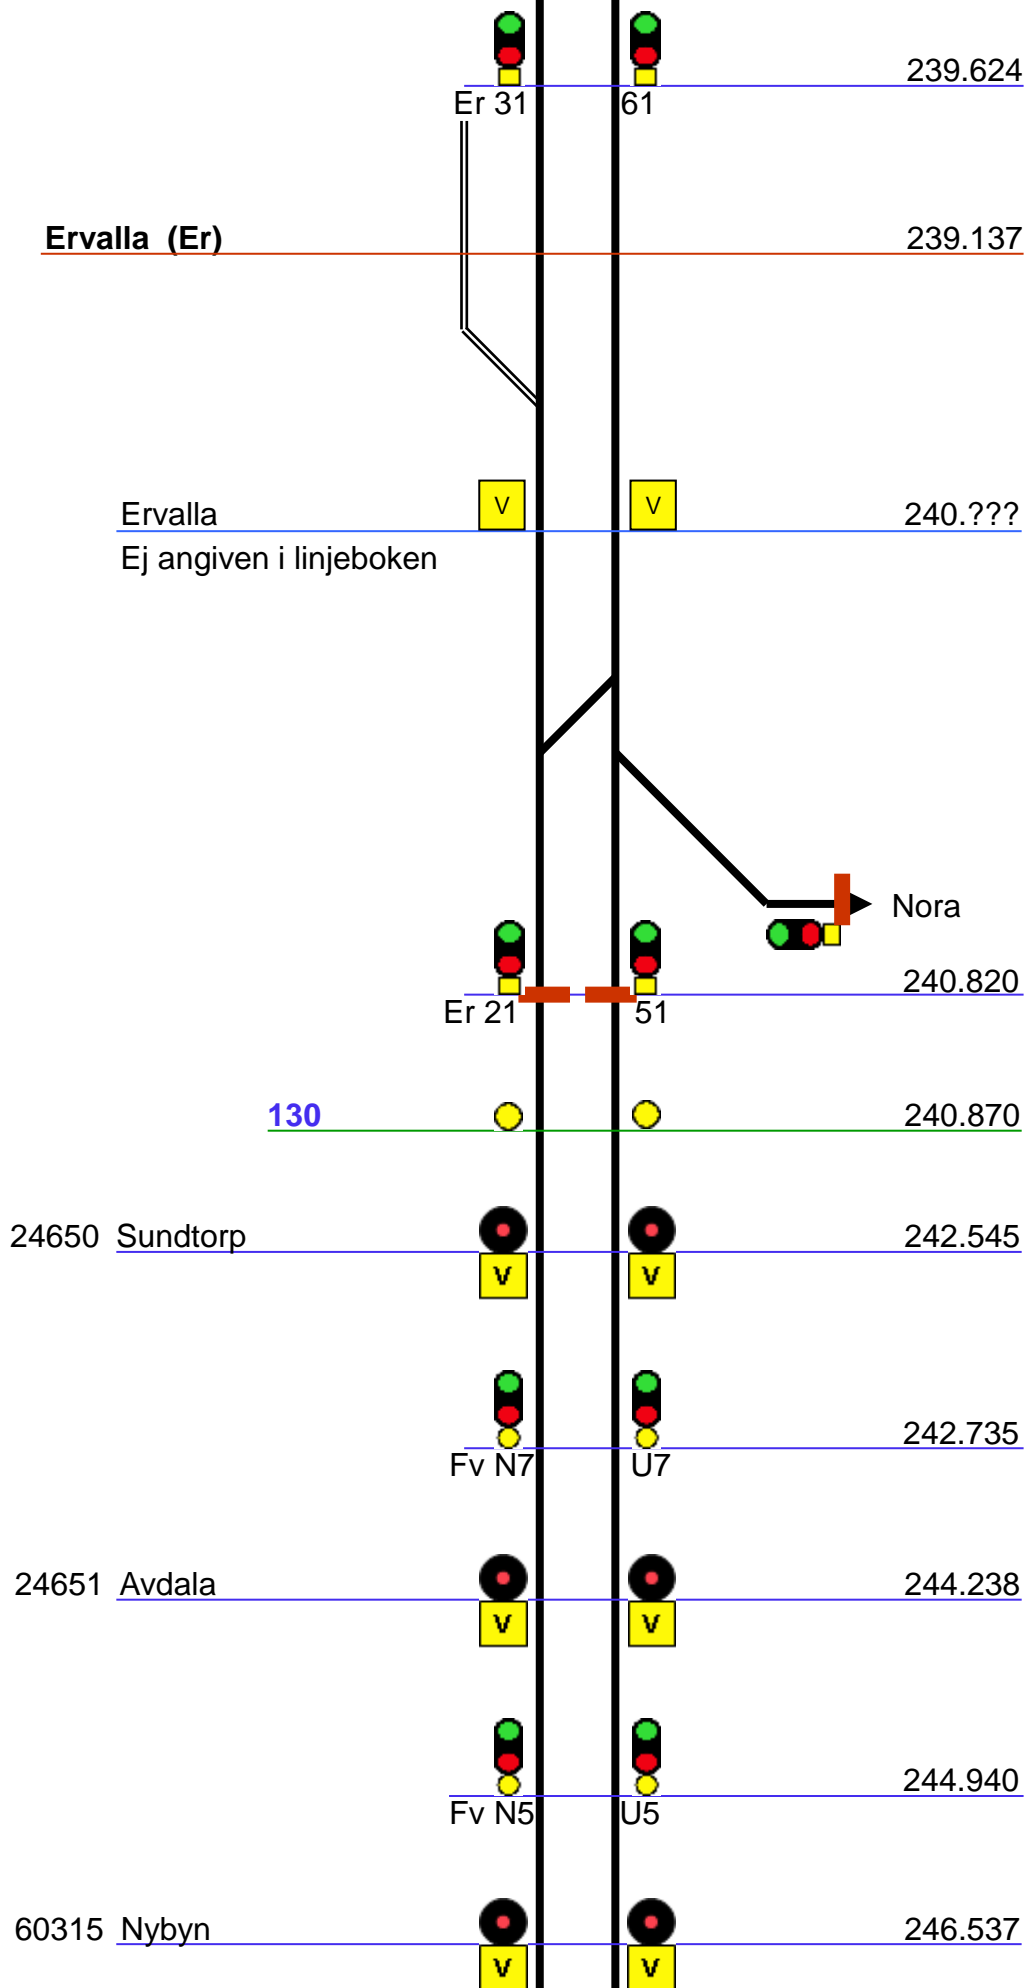 239.624
Er 31 61
Ervalla (Er) 239.137
V V
Ervalla 240.???
Ej angiven i linjeboken
Nora
240.820
Er 21 51
130 240.870
24650 Sundtorp 242.545
V V
242.735
Fv N7 U7
24651 Avdala 244.238
V V
244.940
Fv N5 U5
60315 Nybyn 246.537
V V